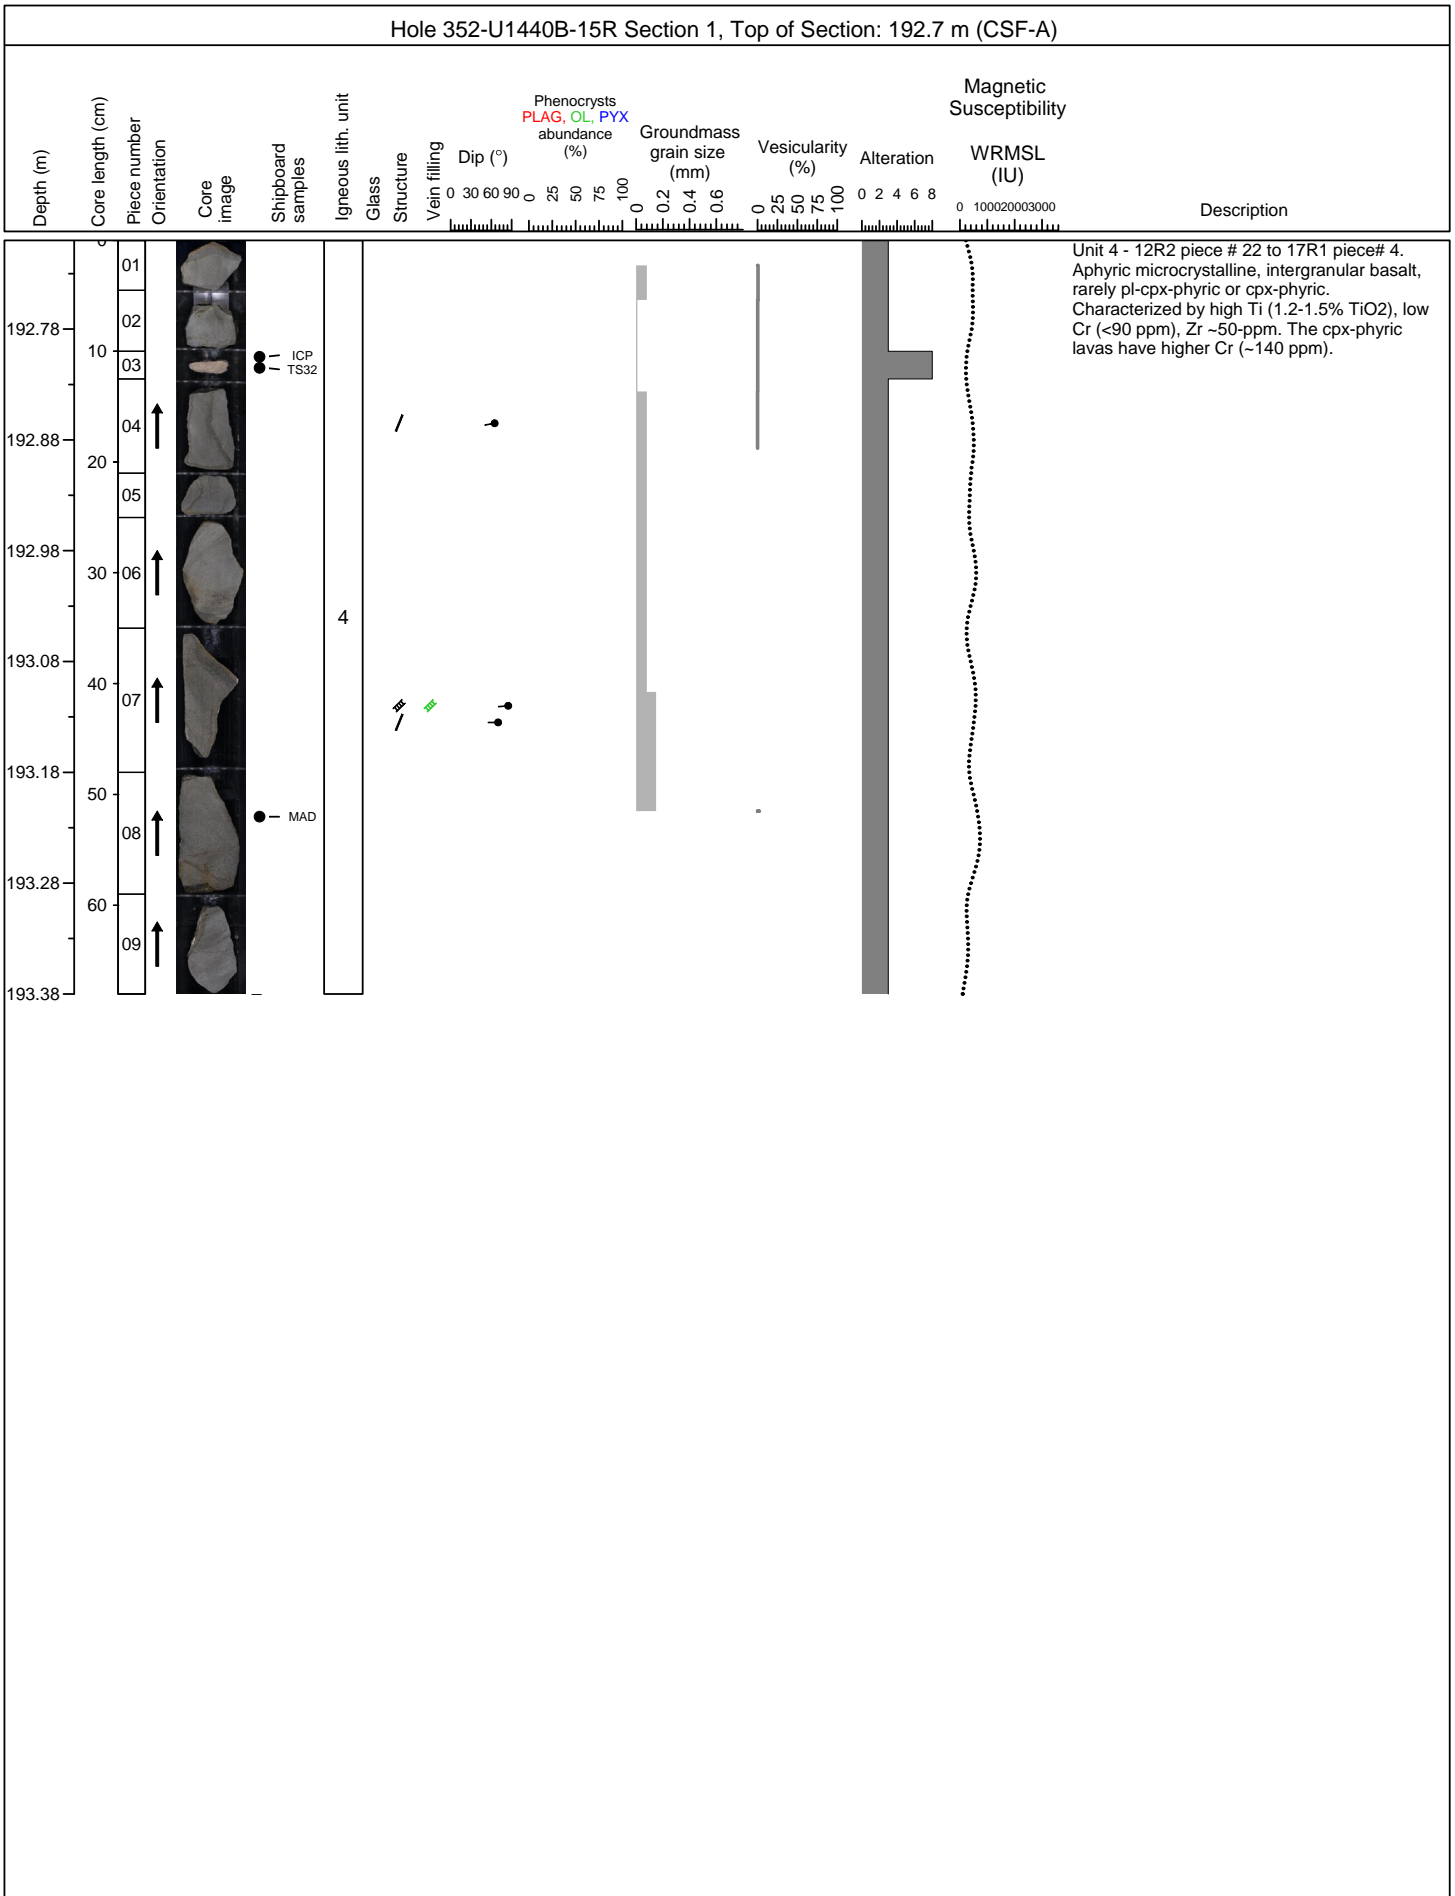 Hole 352-U1440B-15R Section 1, Top of Section: 192.7 m (CSF-A)
Depth (m)
Core length (cm)
Piece number
Orientation
Core
image
Shipboard
samples
Igneous lith. unit
Glass
Structure
Vein filling
Dip (°)
0 30 60 90
Phenocrysts
PLAG, OL, PYX
abundance
(%)
0 25 50 75 100
Groundmass
grain size
(mm)
0 0.2 0.4 0.6
Vesicularity
(%)
0 25 50 75 100
Alteration
0 2 4 6 8
Magnetic
Susceptibility
WRMSL
(IU)
0 100020003000
Description
0
01
02
192.78
10
03
ICP
TS32
04
192.88
20
05
192.98
30
06
4
193.08
40
07
193.18
50
MAD
08
193.28
60
09
193.38
Unit 4 - 12R2 piece # 22 to 17R1 piece# 4.
Aphyric microcrystalline, intergranular basalt,
rarely pl-cpx-phyric or cpx-phyric.
Characterized by high Ti (1.2-1.5% TiO2), low
Cr (<90 ppm), Zr ~50-ppm. The cpx-phyric
lavas have higher Cr (~140 ppm).